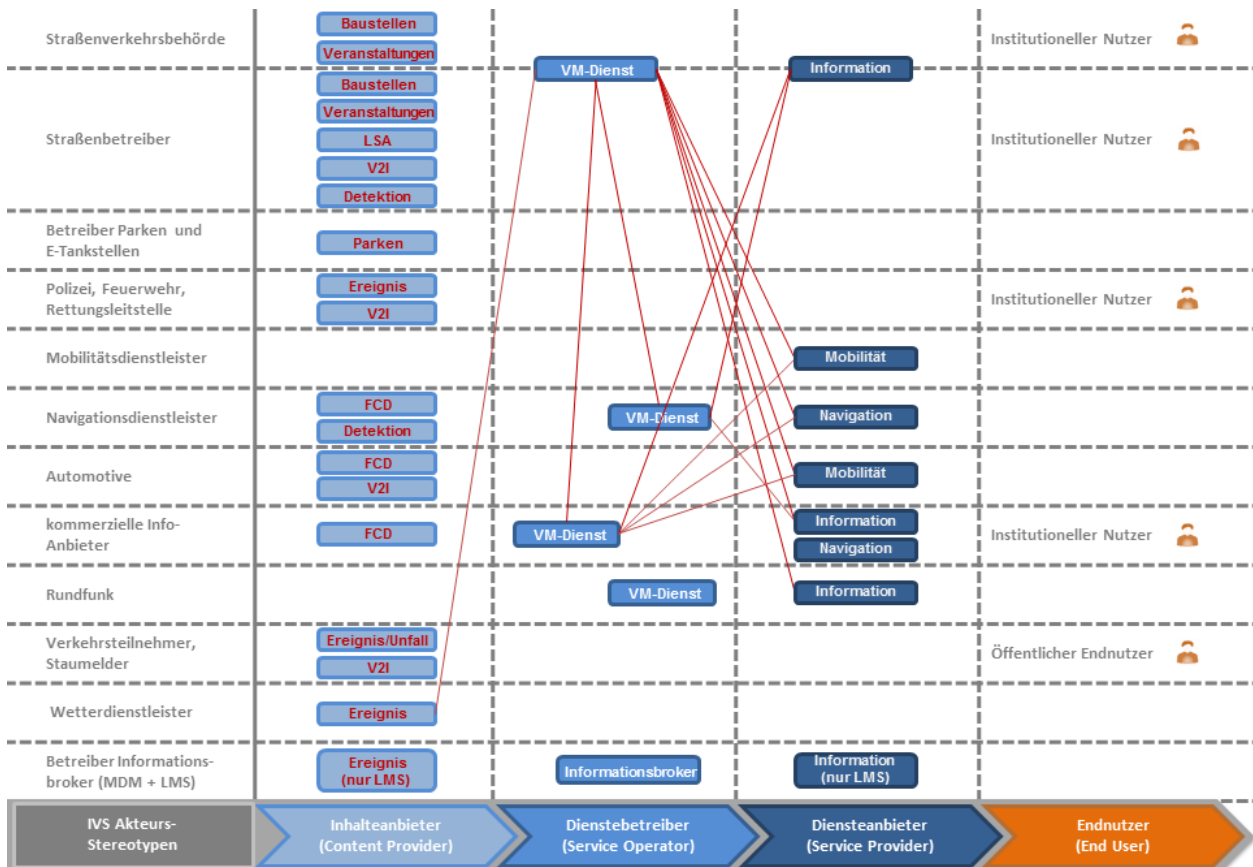 Straßenverkehrsbehörde
Baustellen
Veranstaltungen
VM-Dienst
Information
Institutioneller Nutzer
Straßenbetreiber
Baustellen
Veranstaltungen
LSA
V2I
Detektion
Institutioneller Nutzer
Betreiber Parken und
E-Tankstellen
Parken
Polizei, Feuerwehr,
Rettungsleitstelle
Ereignis
V2I
Institutioneller Nutzer
Mobilitätsdienstleister
Mobilität
Navigationsdienstleister
FCD
Detektion
VM-Dienst
Navigation
Automotive
FCD
V2I
Mobilität
kommerzielle Info-
Anbieter
FCD
VM-Dienst
Information
Navigation
Institutioneller Nutzer
Rundfunk
VM-Dienst
Information
Verkehrsteilnehmer,
Staumelder
Ereignis/Unfall
V2I
Öffentlicher Endnutzer
Wetterdienstleister
Ereignis
Betreiber Informations-
broker (MDM + LMS)
Ereignis
(nur LMS)
Informationsbroker
Information
(nur LMS)
IVS Akteurs-
Stereotypen
Inhalteanbieter
(Content Provider)
Dienstebetreiber
(Service Operator)
Diensteanbieter
(Service Provider)
Endnutzer
(End User)